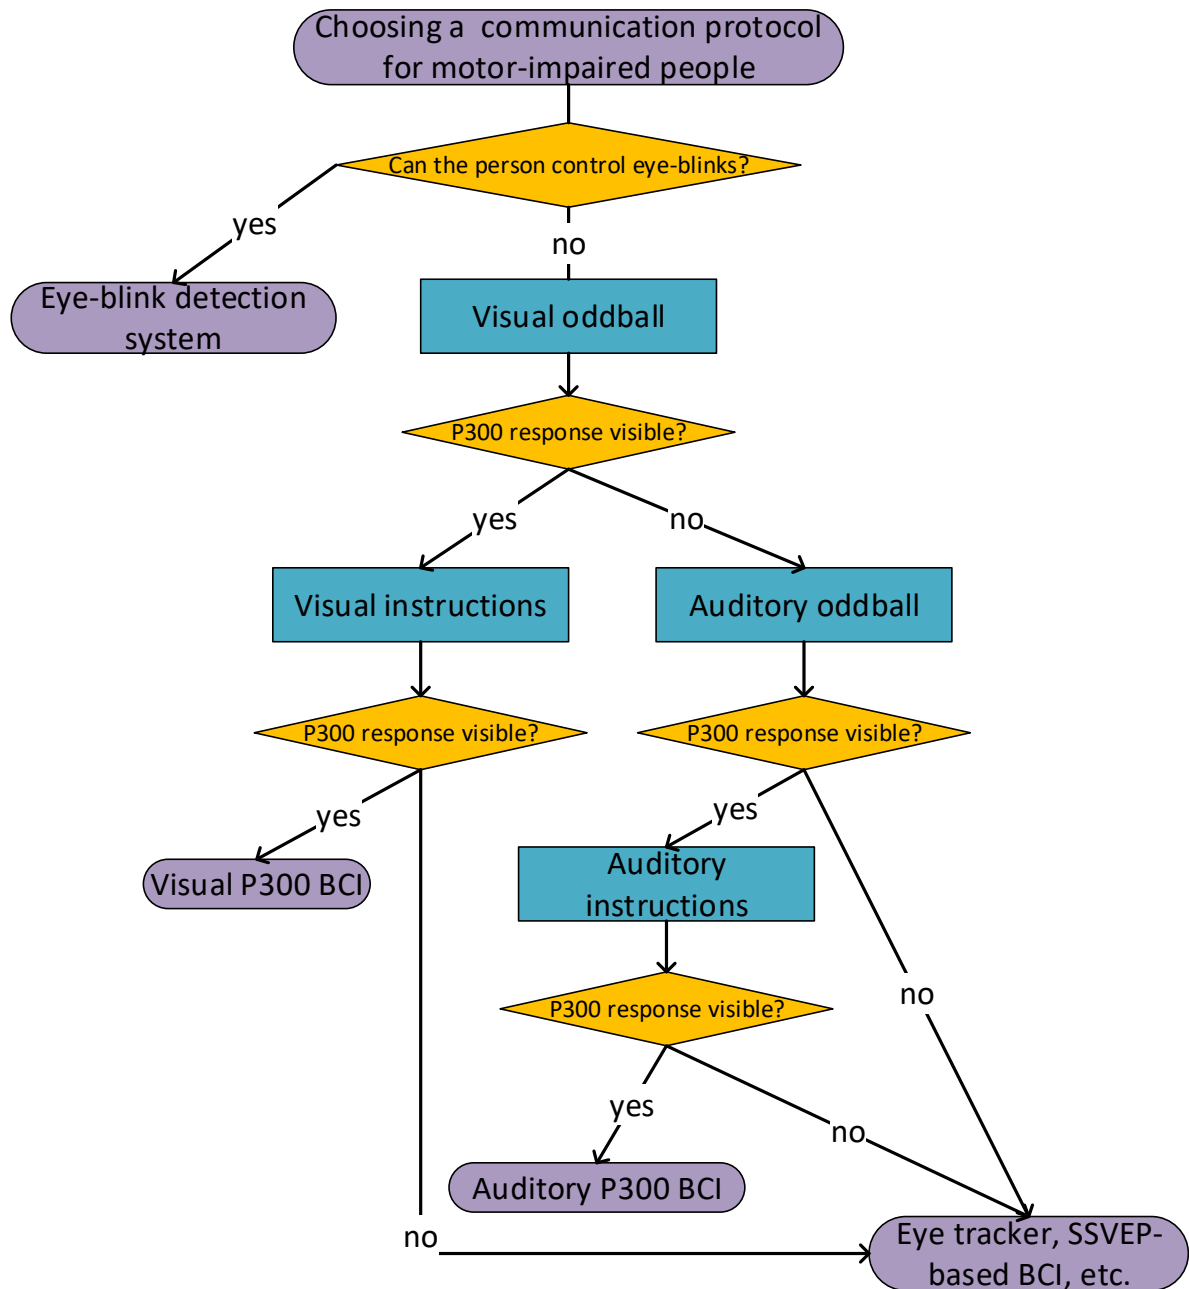 Choosing a communication protocol
for motor-impaired people
Can the person control eye-blinks?
yes
no
Eye-blink detection
system
Visual oddball
P300 response visible?
yes
no
Visual instructions
Auditory oddball
P300 response visible?
P300 response visible?
yes
yes
Visual P300 BCI
Auditory
instructions
no
P300 response visible?
yes
no
Auditory P300 BCI
no
Eye tracker, SSVEP-
based BCI, etc.